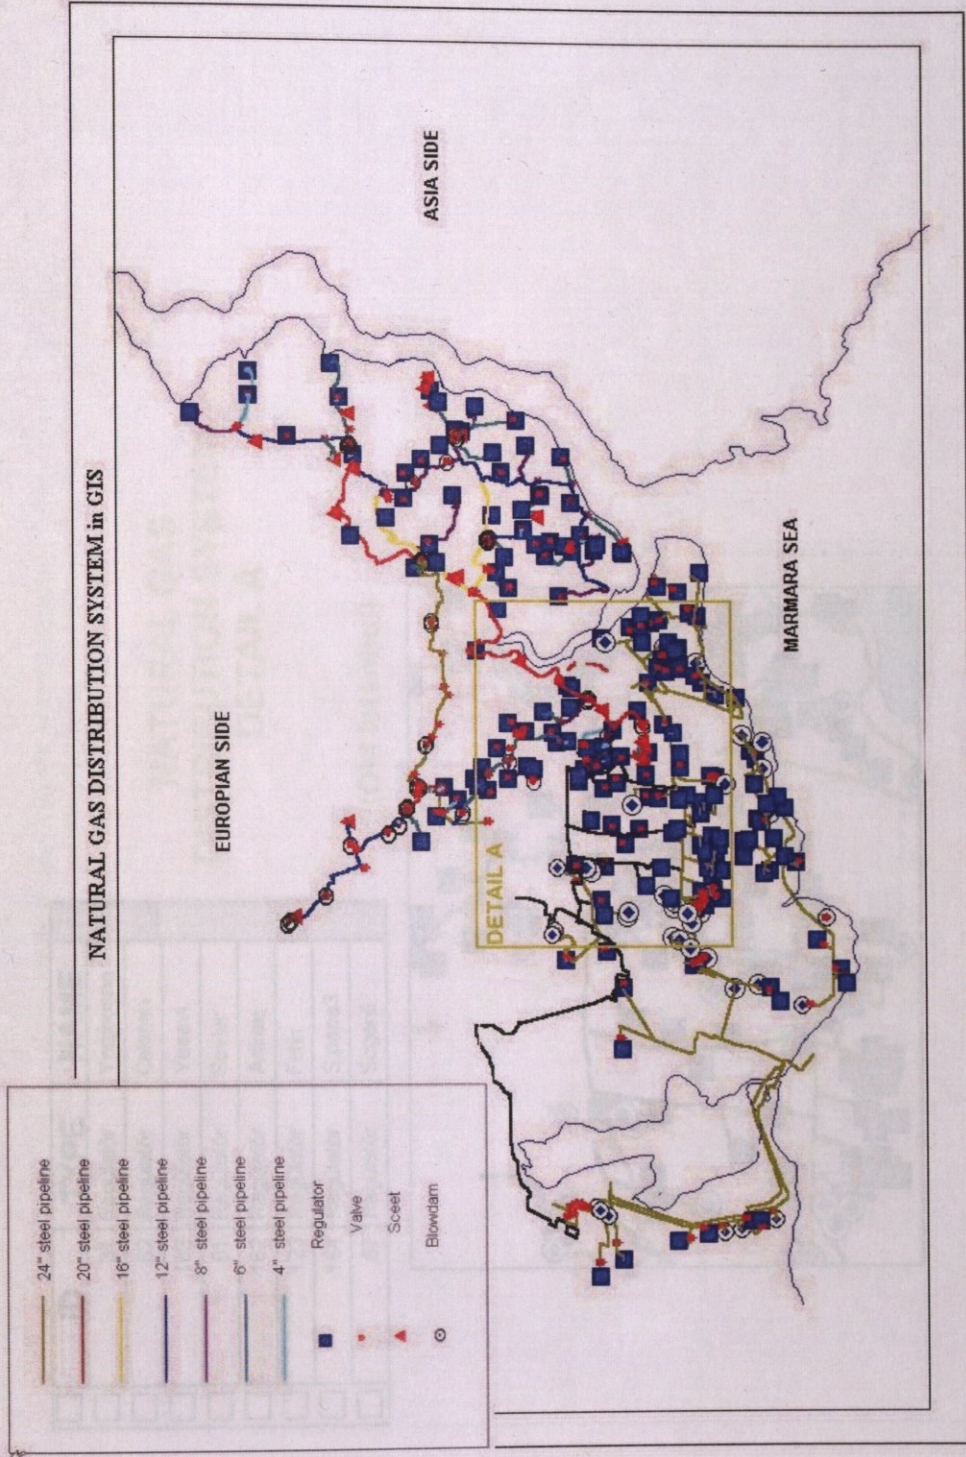 NATURAL GAS DISTRIBUTION SYSTEM in GIS
EUROPIAN SIDE
ASIA SIDE
DETAIL A
MARMARA SEA
24" steel pipeline
20" steel pipeline
16" steel pipeline
12" steel pipeline
8" steel pipeline
6" steel pipeline
4" steel pipeline
Regulator
Valve
Sceet
Blowdam